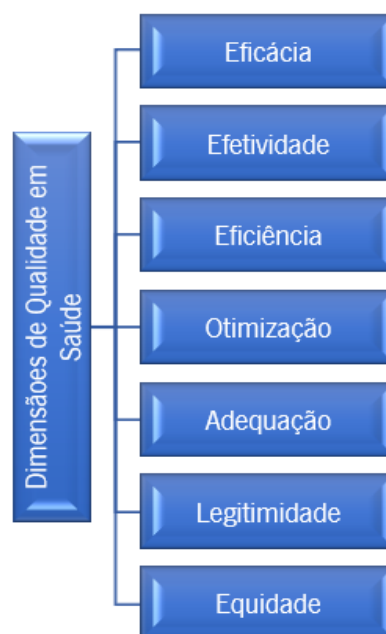 Dimensãoes de Qualidade em
Saúde
Eficácia
Efetividade
Eficiência
Otimização
Adequação
Legitimidade
Equidade